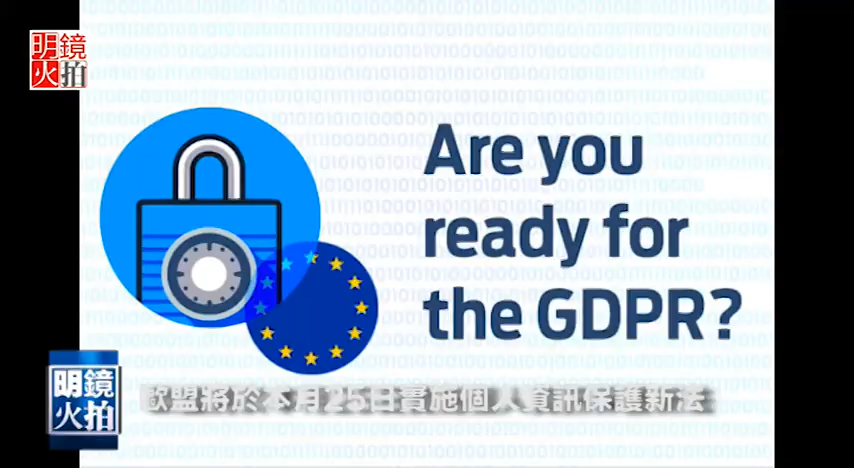 明鏡
火拍
Are you
ready for
the GDPR?
明鏡
火拍
歐盟將於本月25日實施個人資訊保護新法